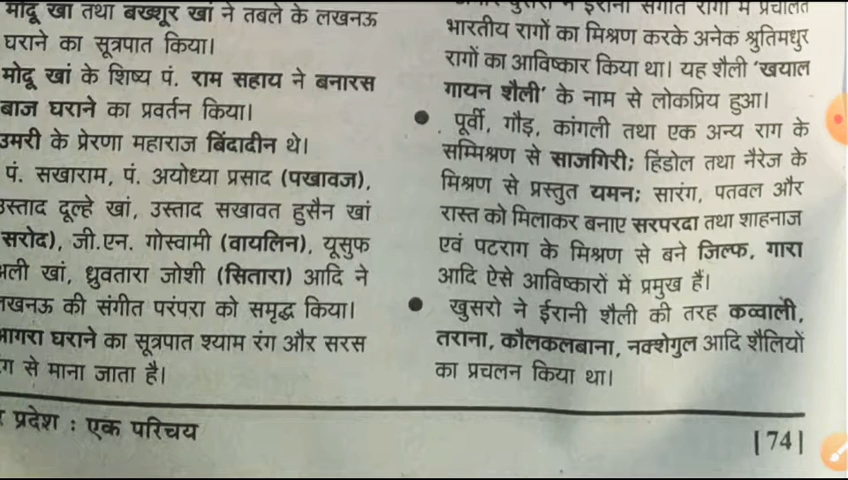 मोदू खां तथा बख्शूर खां ने तबले के लखनऊ
घराने का सूत्रपात किया।
मोदू खां के शिष्य पं. राम सहाय ने बनारस
बाज घराने का प्रवर्तन किया।
उमरी के प्रेरणा महाराज बिंदादीन थे।
पं. सखाराम, पं. अयोध्या प्रसाद (पखावज),
उस्ताद दूल्हे खां, उस्ताद सखावत हुसैन खां
सरोद), जी.एन. गोस्वामी (वायलिन), यूसुफ
अली खां, ध्रुवतारा जोशी (सितारा) आदि ने
लखनऊ की संगीत परंपरा को समृद्ध किया।
आगरा घराने का सूत्रपात श्याम रंग और सरस
रंग से माना जाता है।
ने ईरानी संगीत रागों में प्रचलित
भारतीय रागों का मिश्रण करके अनेक श्रुतिमधुर
रागों का आविष्कार किया था। यह शैली 'खयाल
गायन शैली' के नाम से लोकप्रिय हुआ।
● पूर्वी, गौड़, कांगली तथा एक अन्य राग के
सम्मिश्रण से साजगिरी; हिंडोल तथा नैरेज के
मिश्रण से प्रस्तुत यमन; सारंग, पतवल और
रास्त को मिलाकर बनाए सरपरदा तथा शाहनाज
एवं पटराग के मिश्रण से बने जिल्फ, गारा
आदि ऐसे आविष्कारों में प्रमुख हैं।
● खुसरो ने ईरानी शैली की तरह कव्वाली,
तराना, कौलकलबाना, नक्शेगुल आदि शैलियों
का प्रचलन किया था।
प्रदेश : एक परिचय
|74|